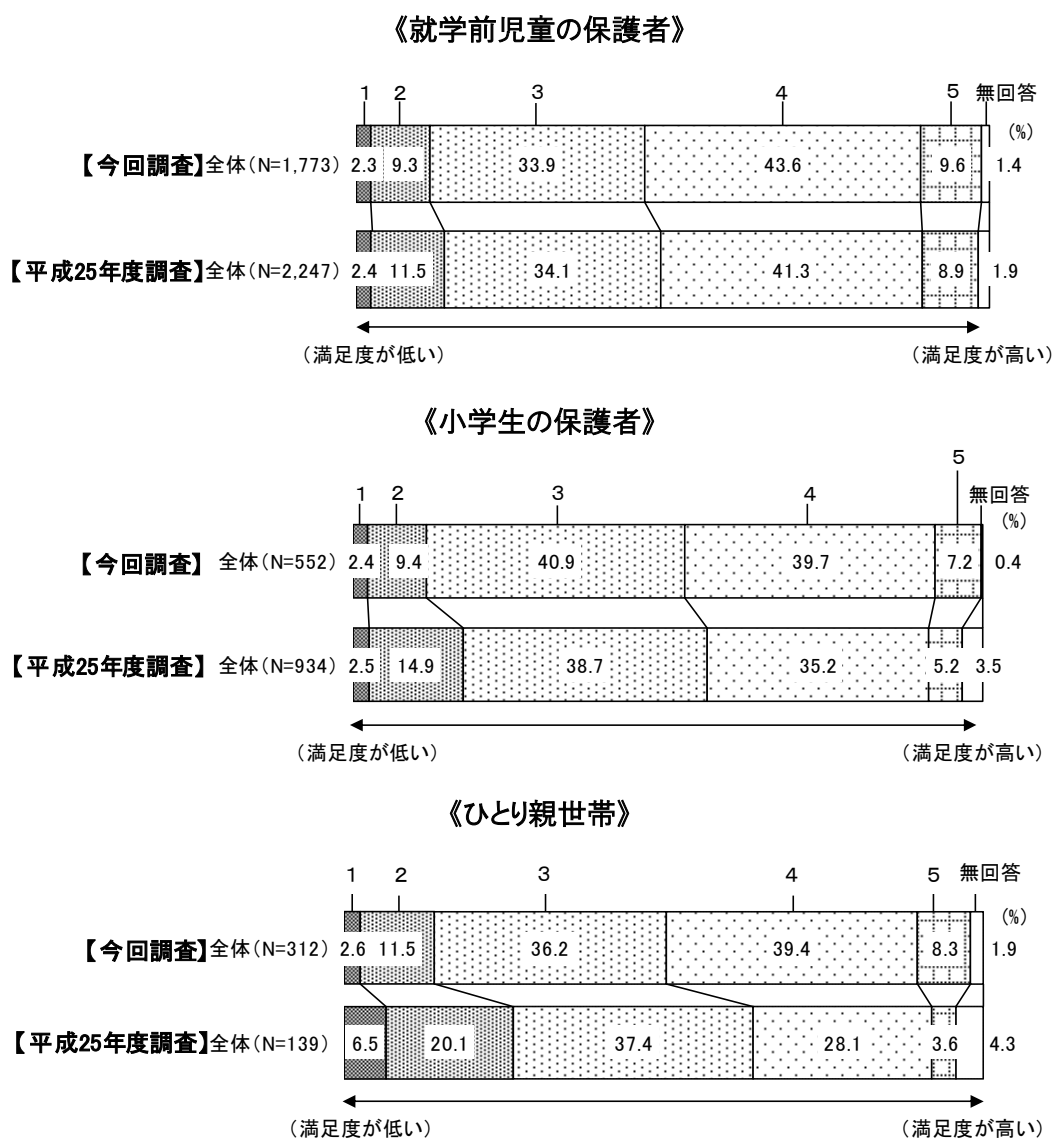 《就学前児童の保護者》
1 2 3 4 5 無回答
(%)
【今回調査】全体(N=1,773) 2.3 9.3 33.9 43.6 9.6 1.4
【平成25年度調査】全体(N=2,247) 2.4 11.5 34.1 41.3 8.9 1.9
(満足度が低い) (満足度が高い)
《小学生の保護者》
1 2 3 4 5 無回答
(%)
【今回調査】 全体(N=552) 2.4 9.4 40.9 39.7 7.2 0.4
【平成25年度調査】 全体(N=934) 2.5 14.9 38.7 35.2 5.2 3.5
(満足度が低い) (満足度が高い)
《ひとり親世帯》
1 2 3 4 5 無回答
(%)
【今回調査】全体(N=312) 2.6 11.5 36.2 39.4 8.3 1.9
【平成25年度調査】全体(N=139) 6.5 20.1 37.4 28.1 3.6 4.3
(満足度が低い) (満足度が高い)